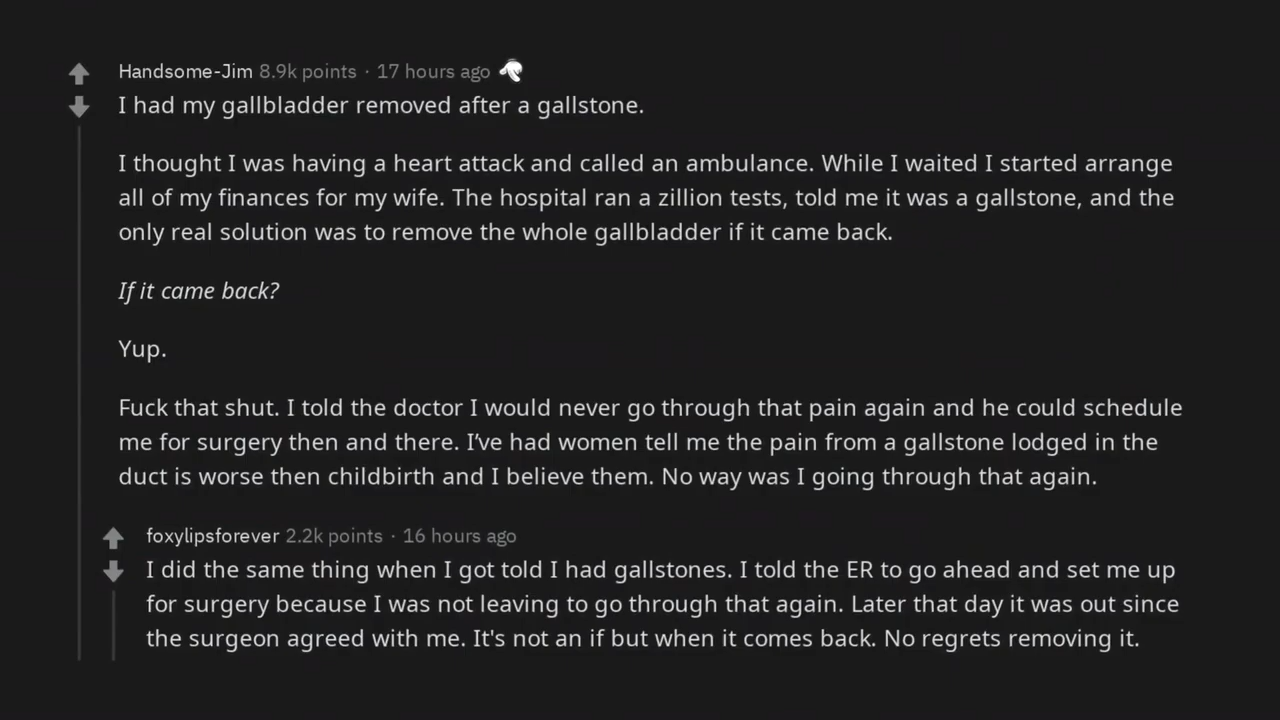 Handsome-Jim 8.9k points · 17 hours ago
I had my gallbladder removed after a gallstone.
I thought I was having a heart attack and called an ambulance. While I waited I started arrange
all of my finances for my wife. The hospital ran a zillion tests, told me it was a gallstone, and the
only real solution was to remove the whole gallbladder if it came back.
If it came back?
Yup.
Fuck that shut. I told the doctor I would never go through that pain again and he could schedule
me for surgery then and there. I’ve had women tell me the pain from a gallstone lodged in the
duct is worse then childbirth and I believe them. No way was I going through that again.
foxylipsforever 2.2k points · 16 hours ago
I did the same thing when I got told I had gallstones. I told the ER to go ahead and set me up
for surgery because I was not leaving to go through that again. Later that day it was out since
the surgeon agreed with me. It's not an if but when it comes back. No regrets removing it.